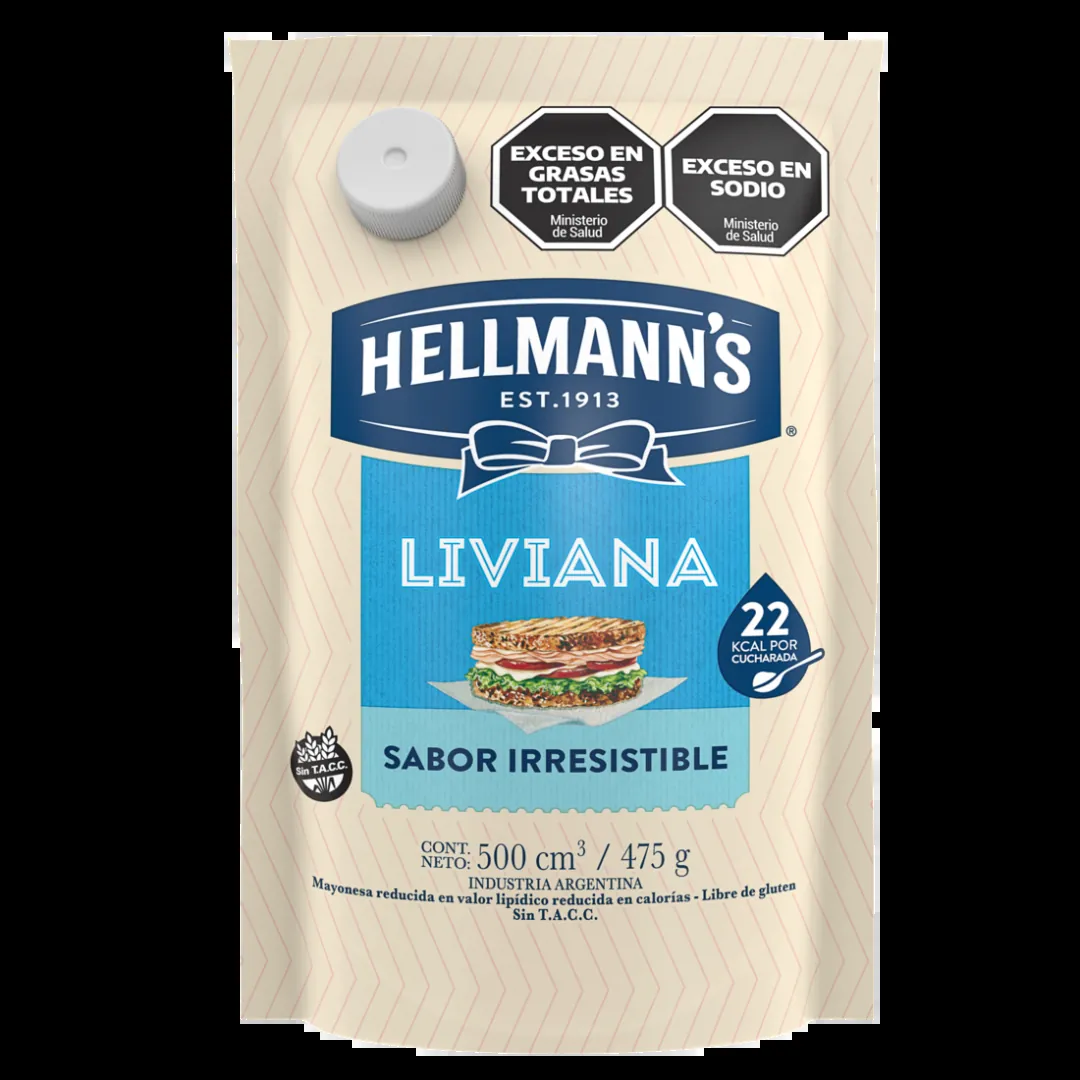 EXCESO EN
GRASAS
TOTALES
Ministerio
de Salud
EXCESO EN
SODIO
Ministerio
de Salud
HELLMANN'S
EST.1913
®
LIVIANA
22
KCAL POR
CUCHARADA
Sin T.A.C.C.
SABOR IRRESISTIBLE
CONT.
NETO: 500 cm³ / 475 g
INDUSTRIA ARGENTINA
Mayonesa reducida en valor lipídico reducida en calorías - Libre de gluten
Sin T.A.C.C.